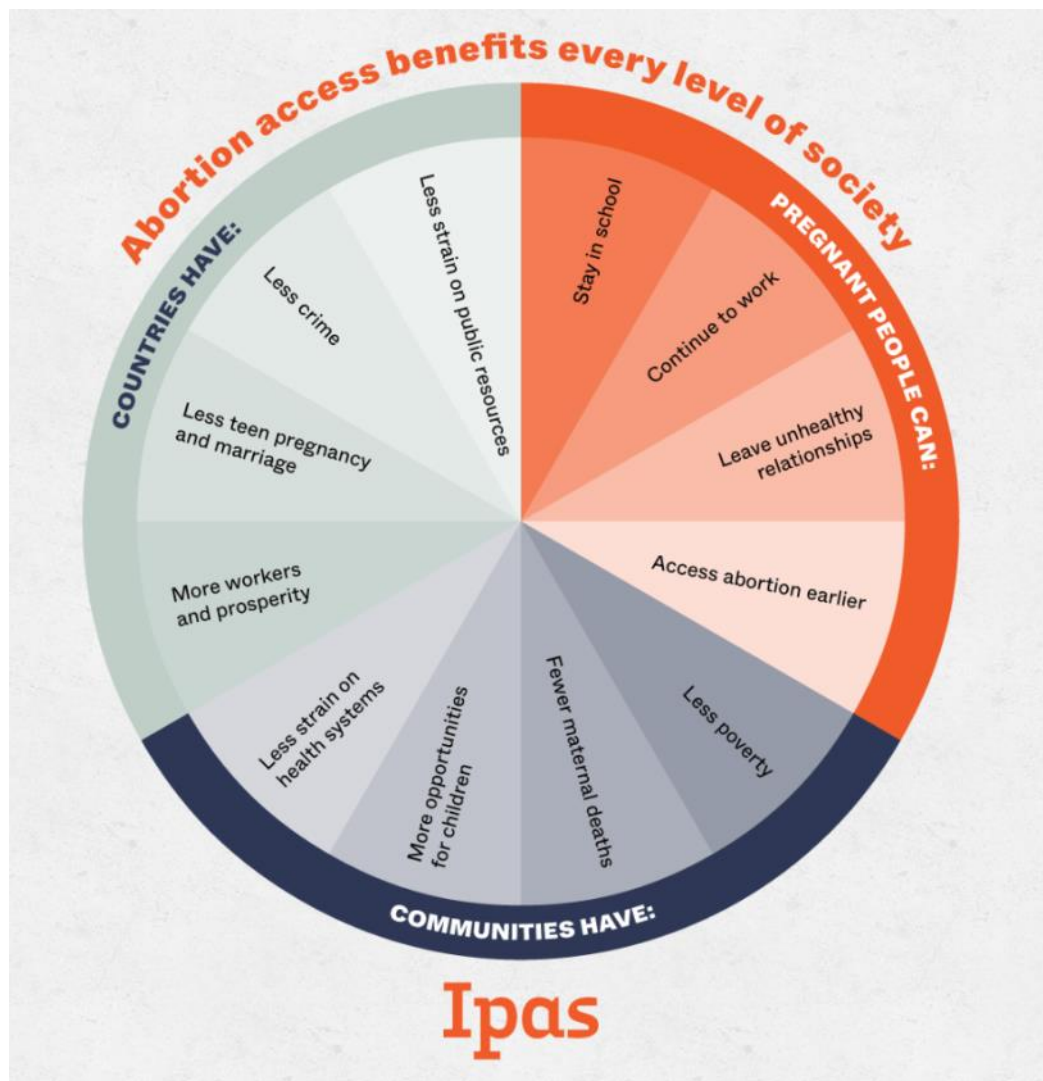 Abortion access benefits every level of society
PREGNANT PEOPLE CAN:
Stay in school
Continue to work
Leave unhealthy
relationships
Access abortion earlier
COMMUNITIES HAVE:
Less poverty
Fewer maternal deaths
More opportunities
for children
Less strain on
health systems
COUNTRIES HAVE:
More workers
and prosperity
Less teen pregnancy
and marriage
Less crime
Less strain on public resources
Ipas